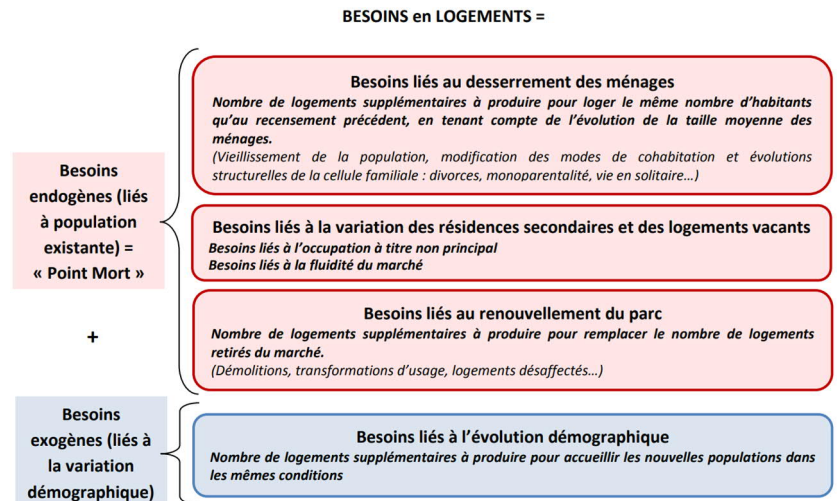 BESOINS en LOGEMENTS =
Besoins
endogènes (liés
à population
existante) =
« Point Mort »
Besoins liés au desserrement des ménages
Nombre de logements supplémentaires à produire pour loger le même nombre d'habitants
qu'au recensement précédent, en tenant compte de l'évolution de la taille moyenne des
ménages.
(Vieillissement de la population, modification des modes de cohabitation et évolutions
structurelles de la cellule familiale : divorces, monoparentalité, vie en solitaire…)
Besoins liés à la variation des résidences secondaires et des logements vacants
Besoins liés à l'occupation à titre non principal
Besoins liés à la fluidité du marché
Besoins liés au renouvellement du parc
Nombre de logements supplémentaires à produire pour remplacer le nombre de logements
retirés du marché.
(Démolitions, transformations d'usage, logements désaffectés…)
+
Besoins
exogènes (liés à
la variation
démographique)
Besoins liés à l'évolution démographique
Nombre de logements supplémentaires à produire pour accueillir les nouvelles populations dans
les mêmes conditions